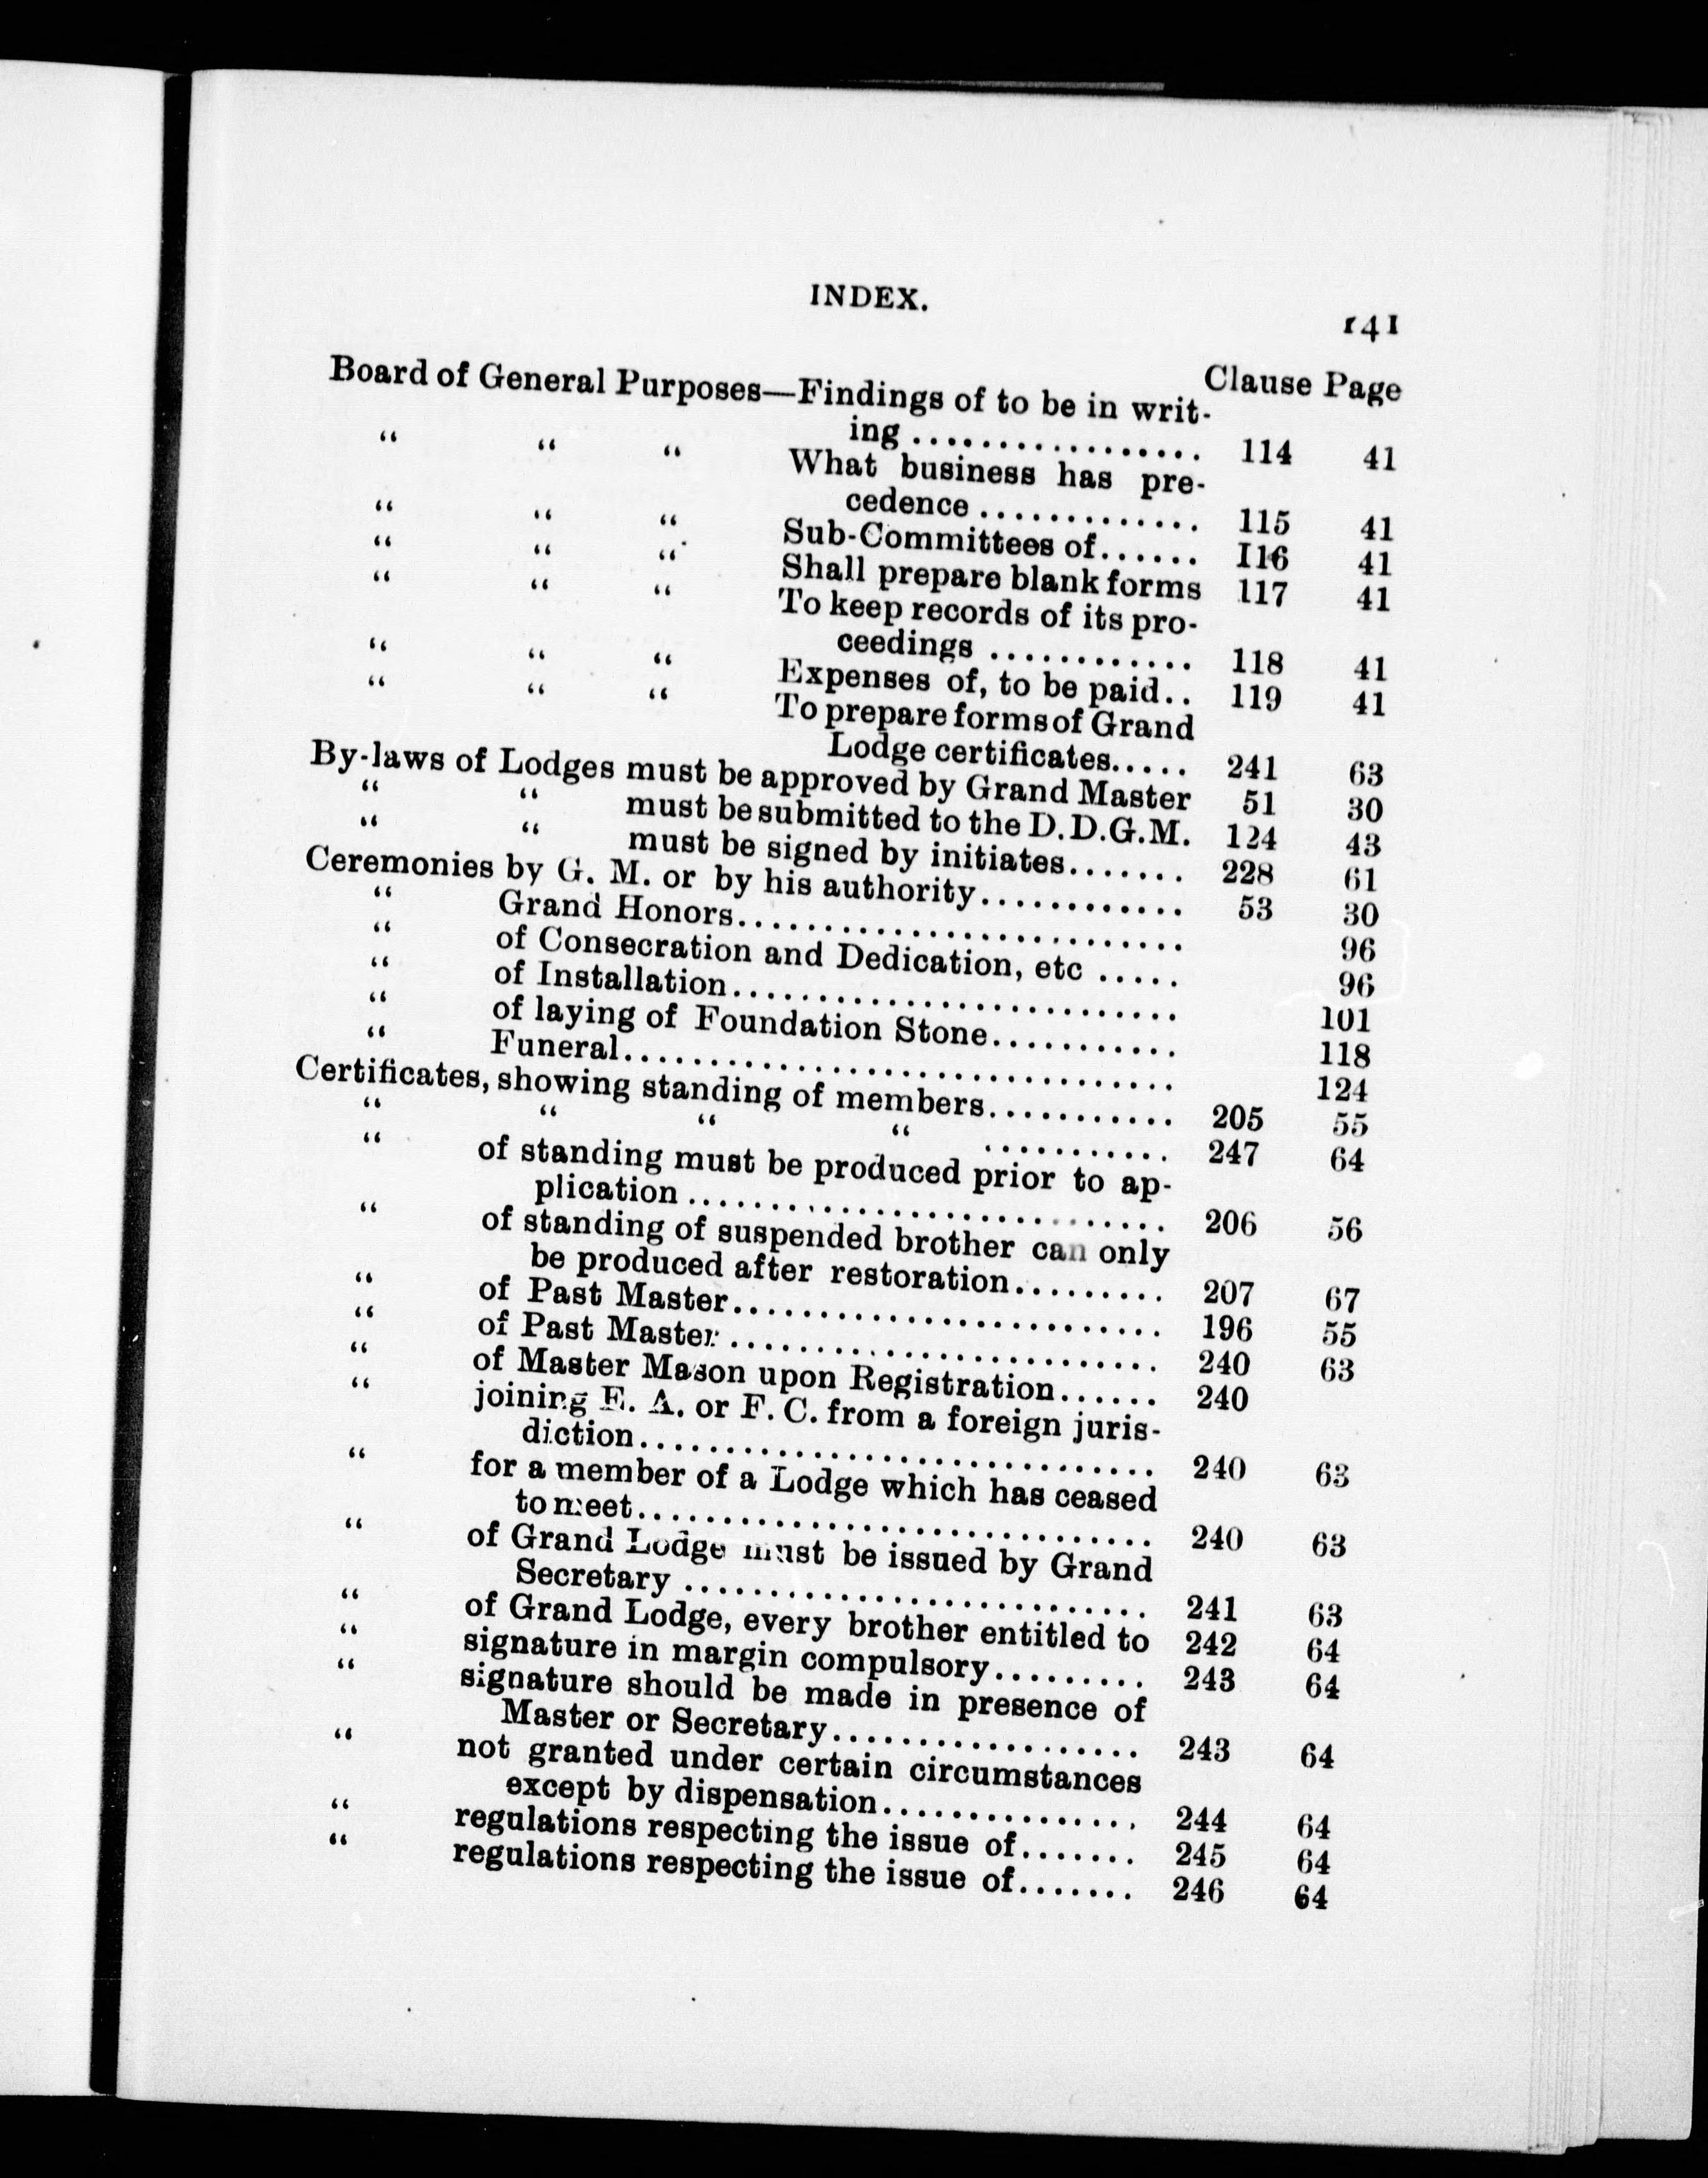 INDEX.
141
Clause Page
Board of General Purposes—Findings of to be in writ-
ing ................. 114 41
“ “ “ What business has pre-
cedence ............. 115 41
“ “ “ Sub-Committees of...... 116 41
“ “ “ Shall prepare blank forms 117 41
“ “ “ To keep records of its pro-
ceedings ............ 118 41
“ “ “ Expenses of, to be paid.. 119 41
“ “ “ To prepare forms of Grand
Lodge certificates..... 241 63
By-laws of Lodges must be approved by Grand Master 51 30
“ “ must be submitted to the D.D.G.M. 124 43
“ “ must be signed by initiates....... 228 61
Ceremonies by G. M. or by his authority............ 53 30
“ Grand Honors.......................... 96
“ of Consecration and Dedication, etc ..... 96
“ of Installation.......................... 101
“ of laying of Foundation Stone........... 118
“ Funeral................................ 124
Certificates, showing standing of members........... 205 55
“ “ “ “ ........... 247 64
“ of standing must be produced prior to ap-
plication ............................ 206 56
“ of standing of suspended brother can only
be produced after restoration......... 207 67
“ of Past Master......................... 196 55
“ of Past Master ......................... 240 63
“ of Master Mason upon Registration...... 240
“ joining E. A. or F. C. from a foreign juris-
diction.............................. 240 63
“ for a member of a Lodge which has ceased
to meet.............................. 240 63
“ of Grand Lodge must be issued by Grand
Secretary ........................... 241 63
“ of Grand Lodge, every brother entitled to 242 64
“ signature in margin compulsory......... 243 64
“ signature should be made in presence of
Master or Secretary.................. 243 64
“ not granted under certain circumstances
except by dispensation............... 244 64
“ regulations respecting the issue of....... 245 64
“ regulations respecting the issue of....... 246 64